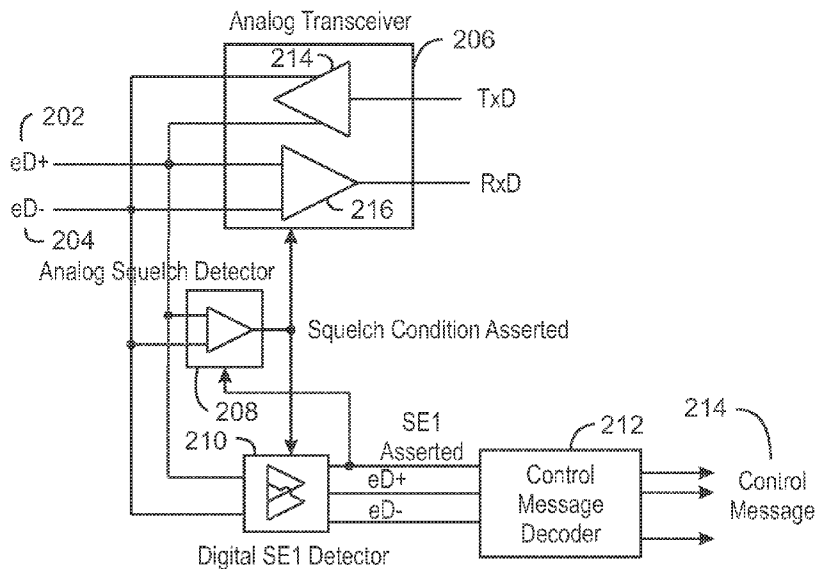 Analog Transceiver
214
206
TxD
202
eD+
RxD
eD-
216
204
Analog Squelch Detector
Squelch Condition Asserted
208
SE1
Asserted
212
214
210
eD+
eD-
Control
Message
Decoder
Control
Message
Digital SE1 Detector